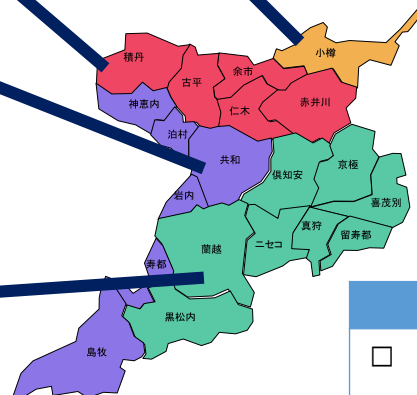 小樽
積丹
余市
古平
神恵内
仁木
赤井川
泊村
共和
京極
倶知安
岩内
喜茂別
真狩
留寿都
ニセコ
蘭越
寿都
黒松内
島牧